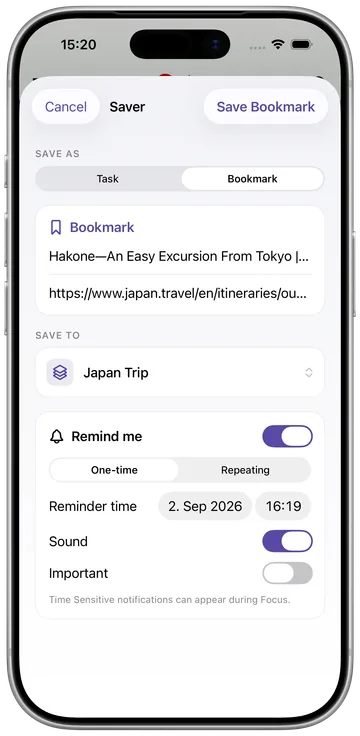 15:20
Cancel
Saver
Save Bookmark
SAVE AS
Task
Bookmark
Bookmark
Hakone—An Easy Excursion From Tokyo |...
https://www.japan.travel/en/itineraries/ou...
SAVE TO
Japan Trip
Remind me
One-time
Repeating
Reminder time
2. Sep 2026
16:19
Sound
Important
Time Sensitive notifications can appear during Focus.